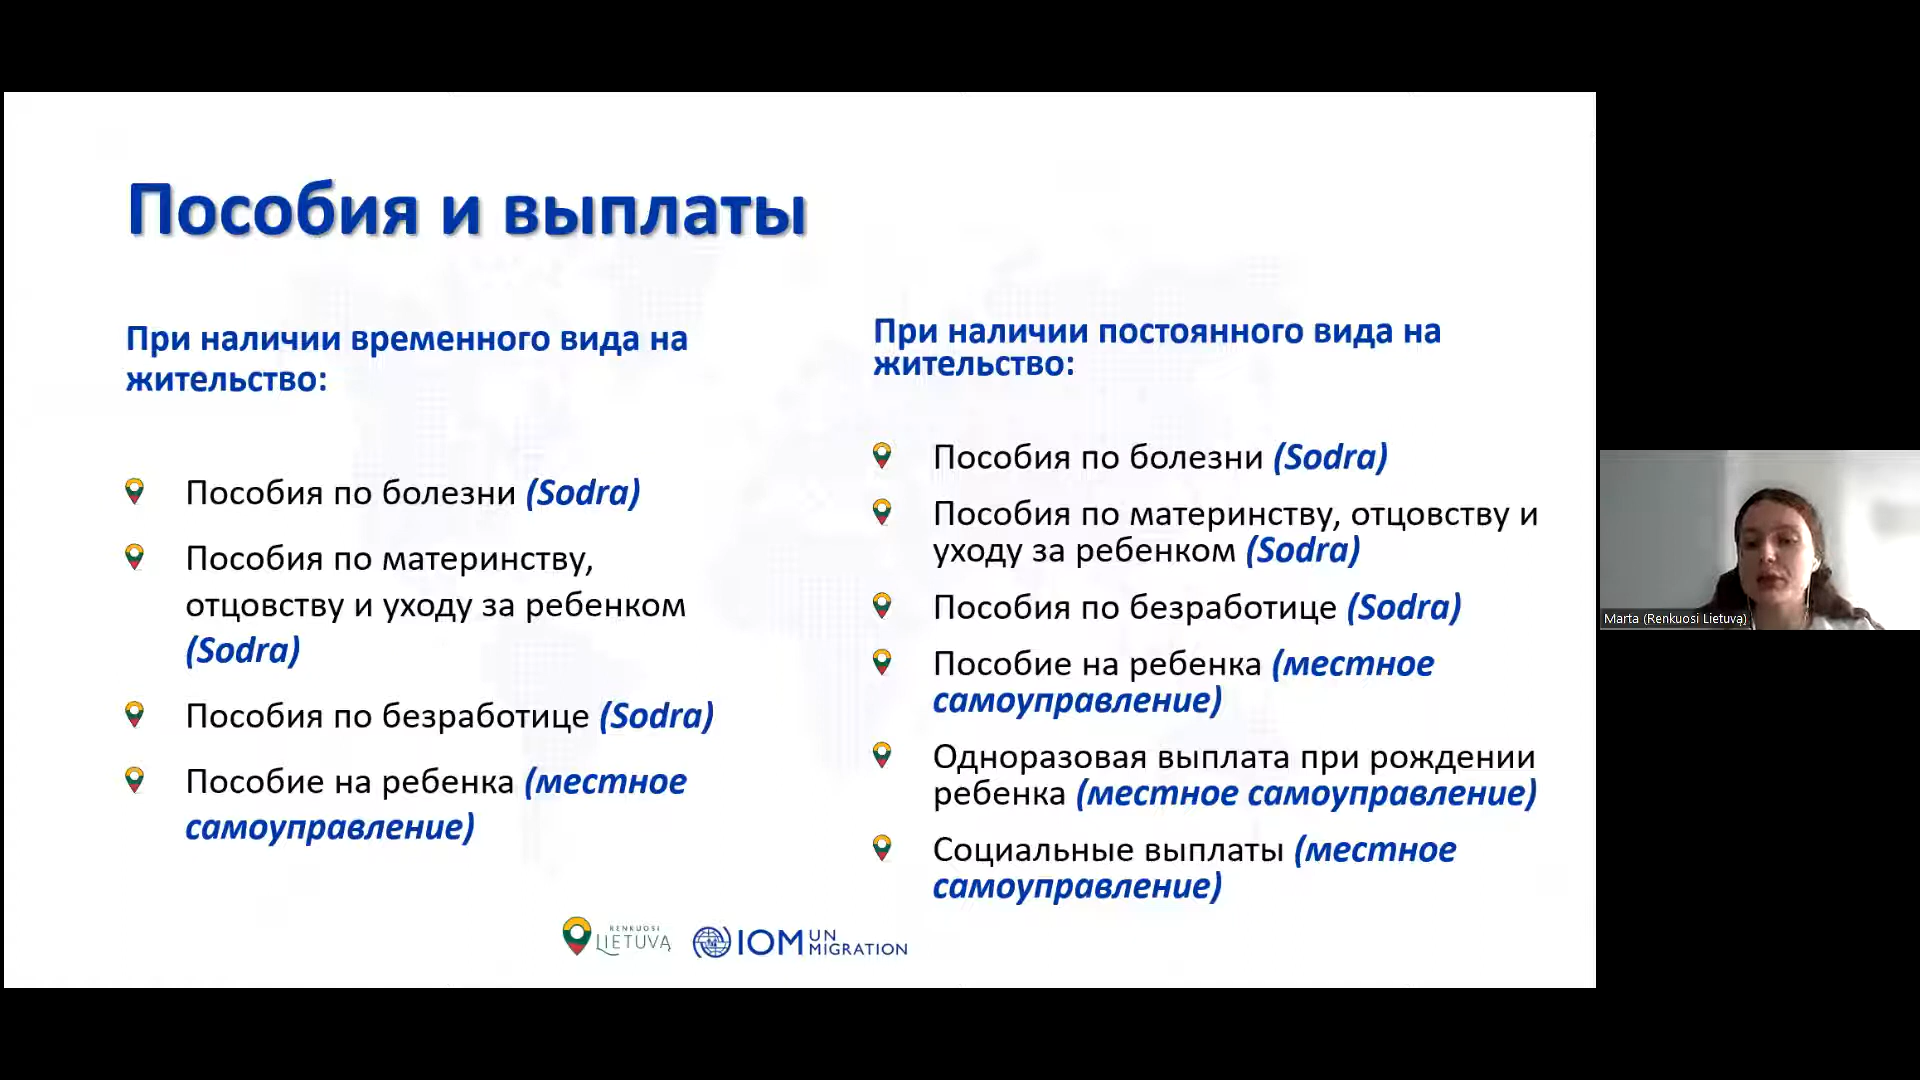 Пособия и выплаты
При наличии временного вида на
жительство:
Пособия по болезни (Sodra)
Пособия по материнству,
отцовству и уходу за ребенком
(Sodra)
Пособия по безработице (Sodra)
Пособие на ребенка (местное
самоуправление)
При наличии постоянного вида на
жительство:
Пособия по болезни (Sodra)
Пособия по материнству, отцовству и
уходу за ребенком (Sodra)
Пособия по безработице (Sodra)
Пособие на ребенка (местное
самоуправление)
Одноразовая выплата при рождении
ребенка (местное самоуправление)
Социальные выплаты (местное
самоуправление)
RENKUOSI
LIETUVĄ
IOM UN
MIGRATION
Marta (Renkuosi Lietuvą)